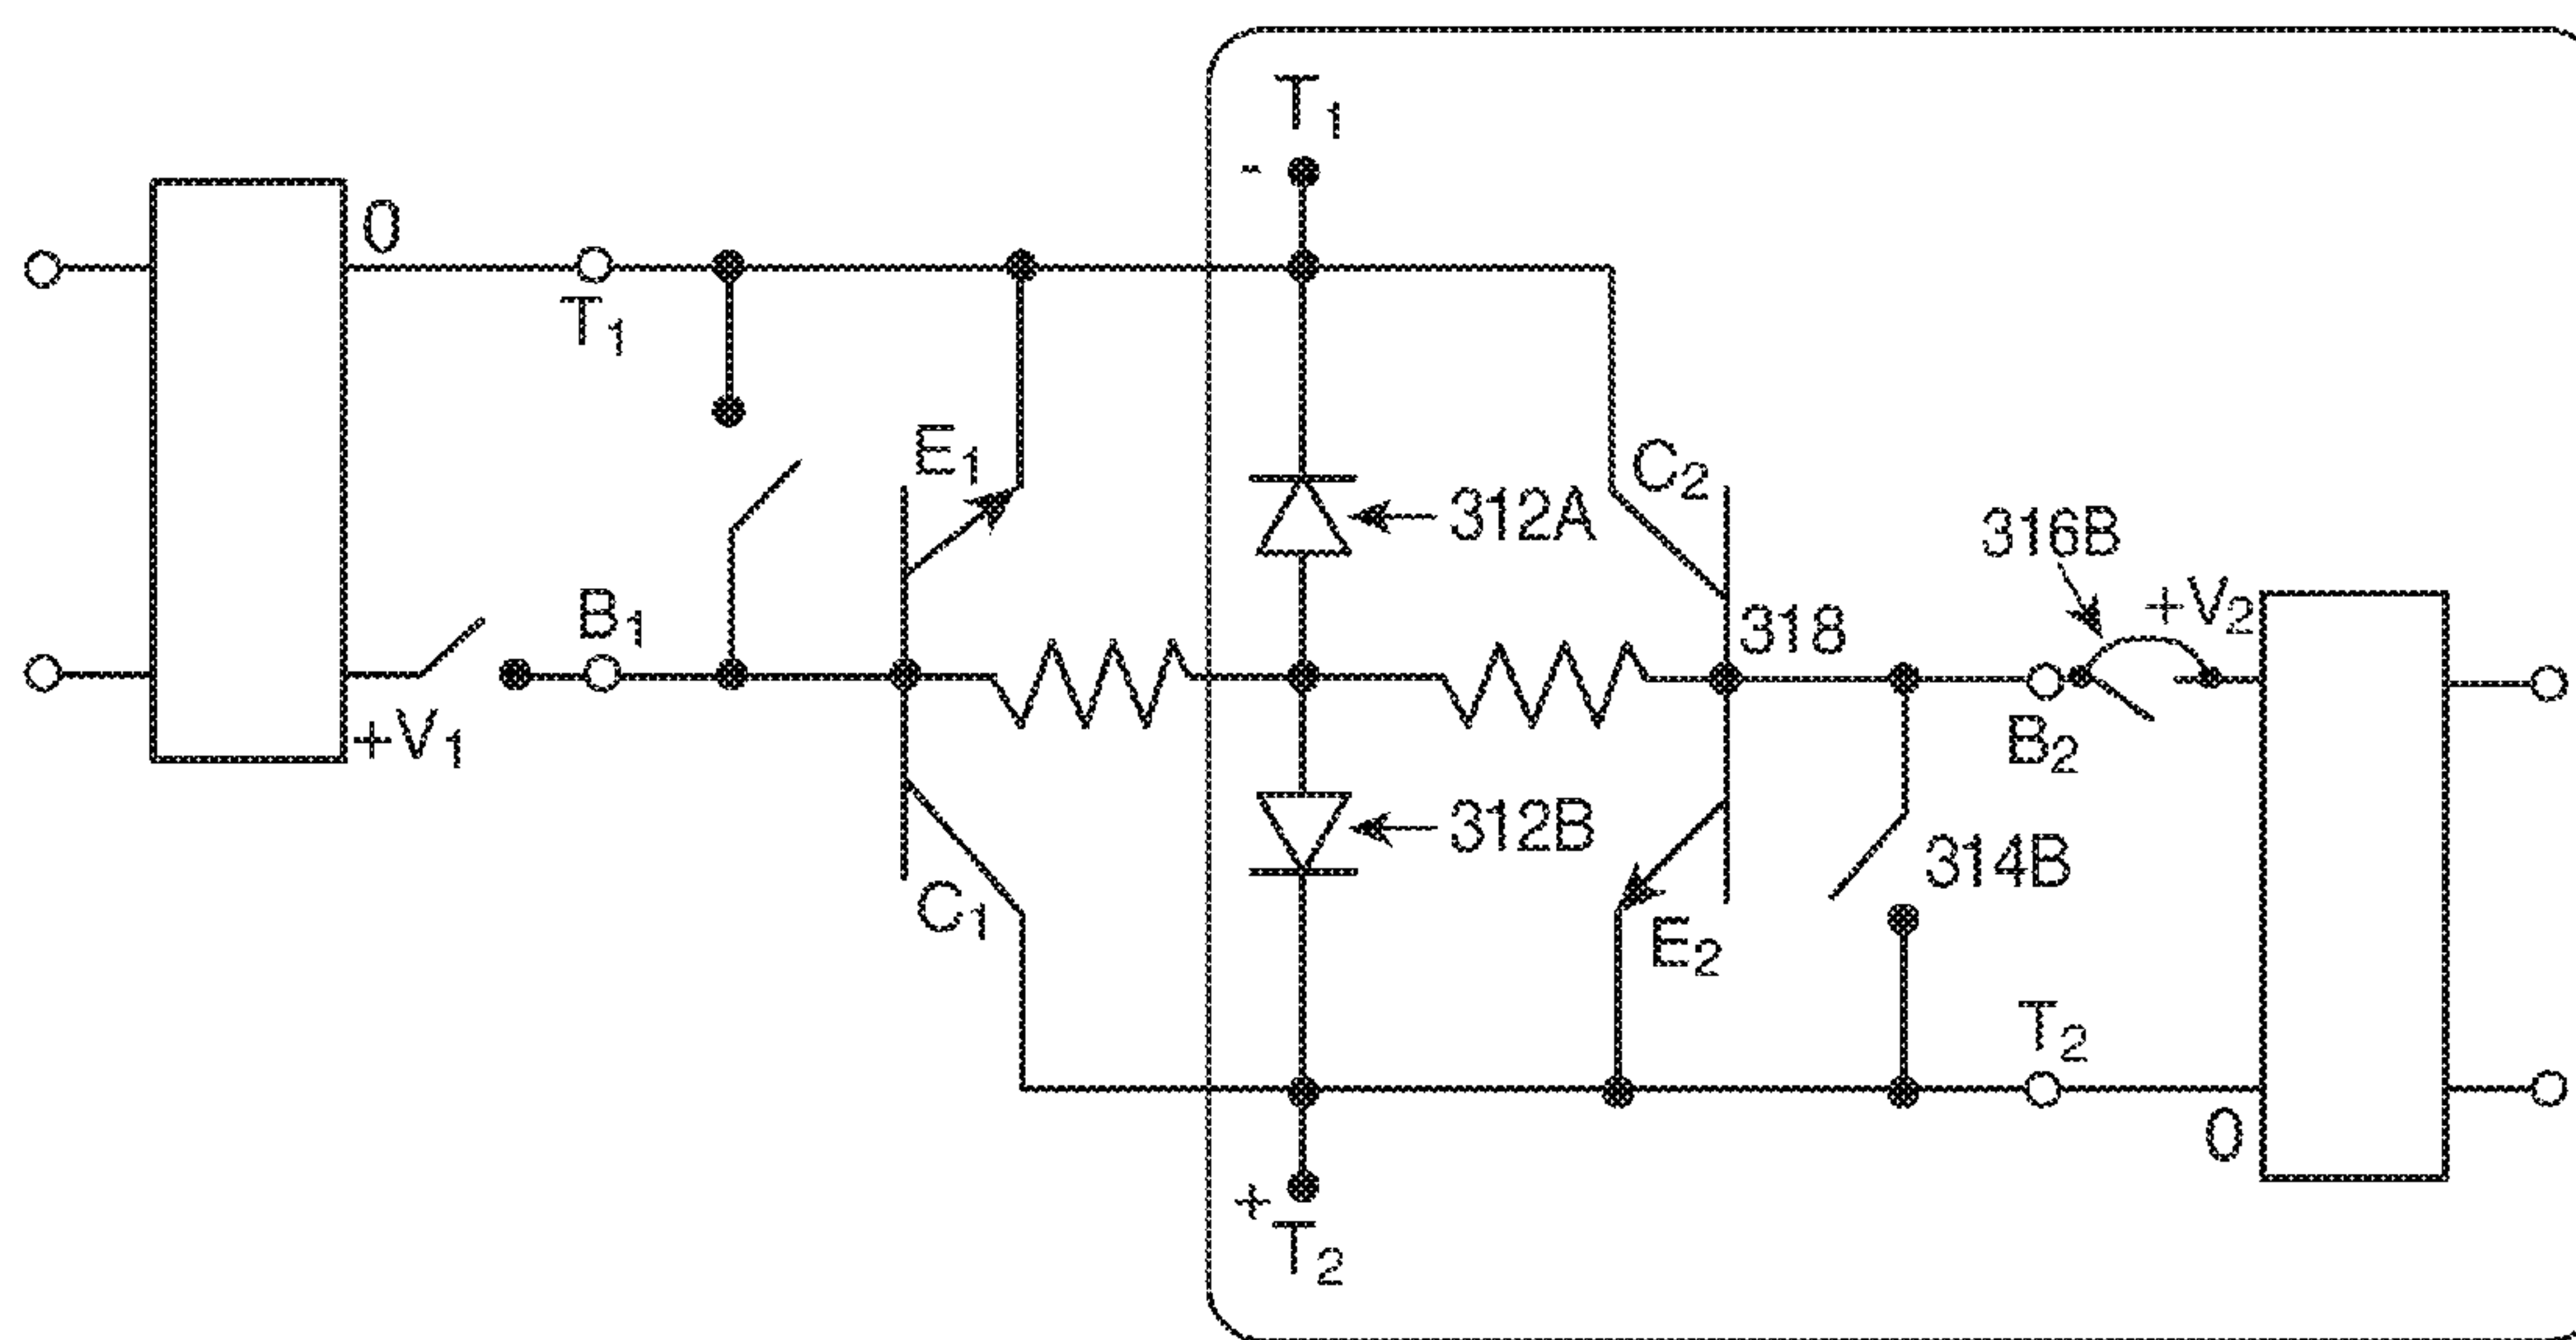 T₁
-
0
T₁
E₁
C₂
312A
316B
+V₂
B₁
318
+V₁
B₂
312B
314B
C₁
E₂
T₂
0
+
T₂